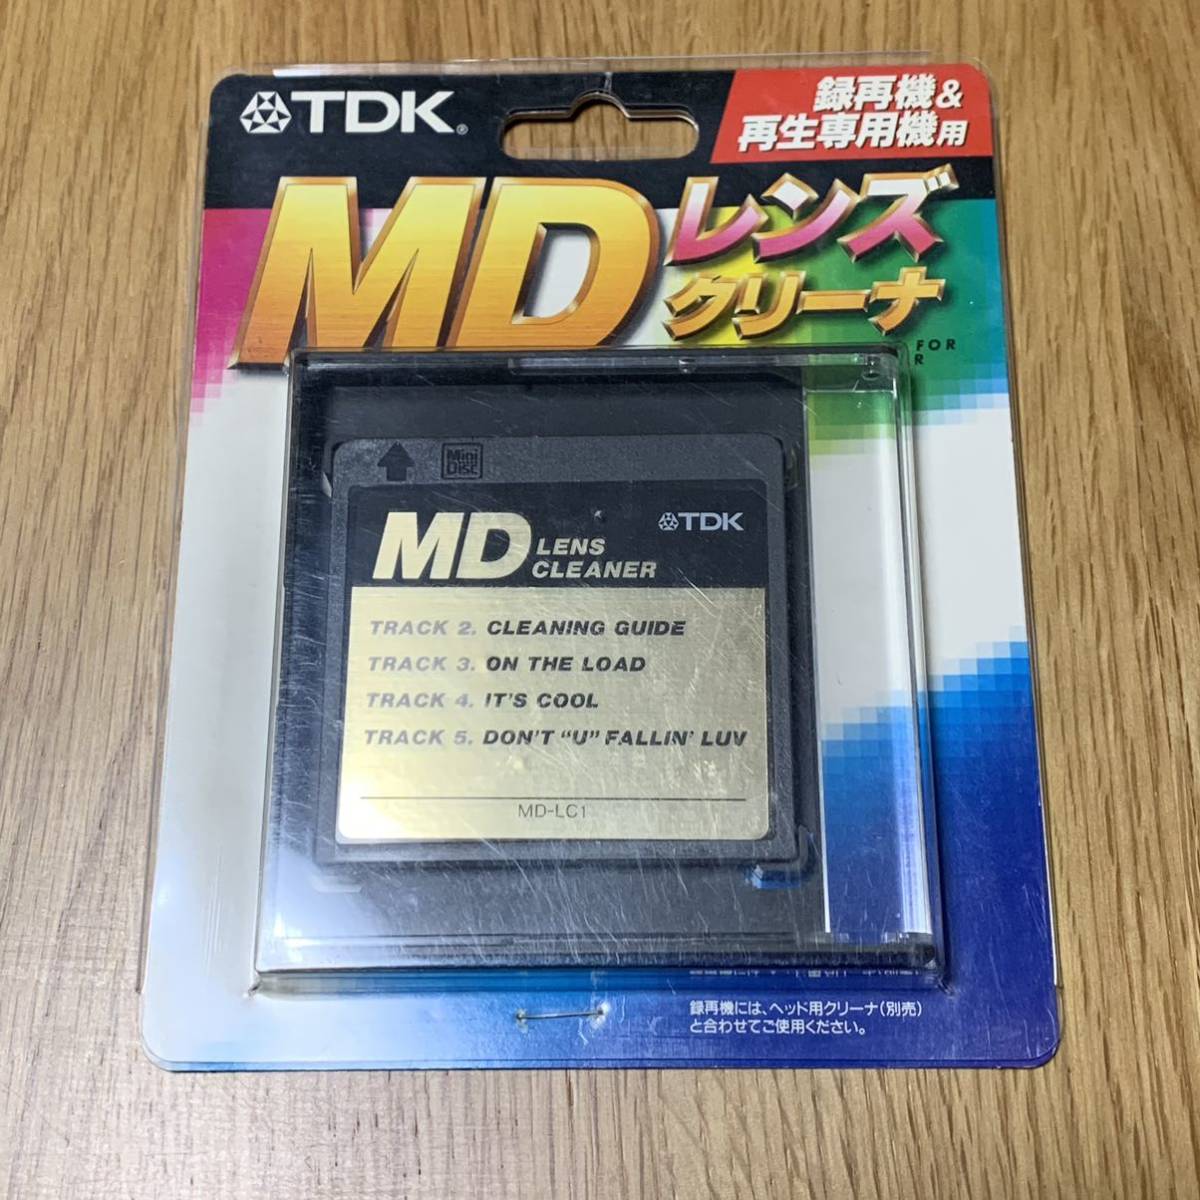 TDK®
録再機&
再生専用機用
MD
レンズ
クリーナ
FOR
R
Mini
Disc
MD LENS
CLEANER
TDK
TRACK 2. CLEANING GUIDE
TRACK 3. ON THE LOAD
TRACK 4. IT'S COOL
TRACK 5. DON'T "U" FALLIN' LUV
MD-LC1
録再機には、ヘッド用クリーナ(別売)
と合わせてご使用ください。